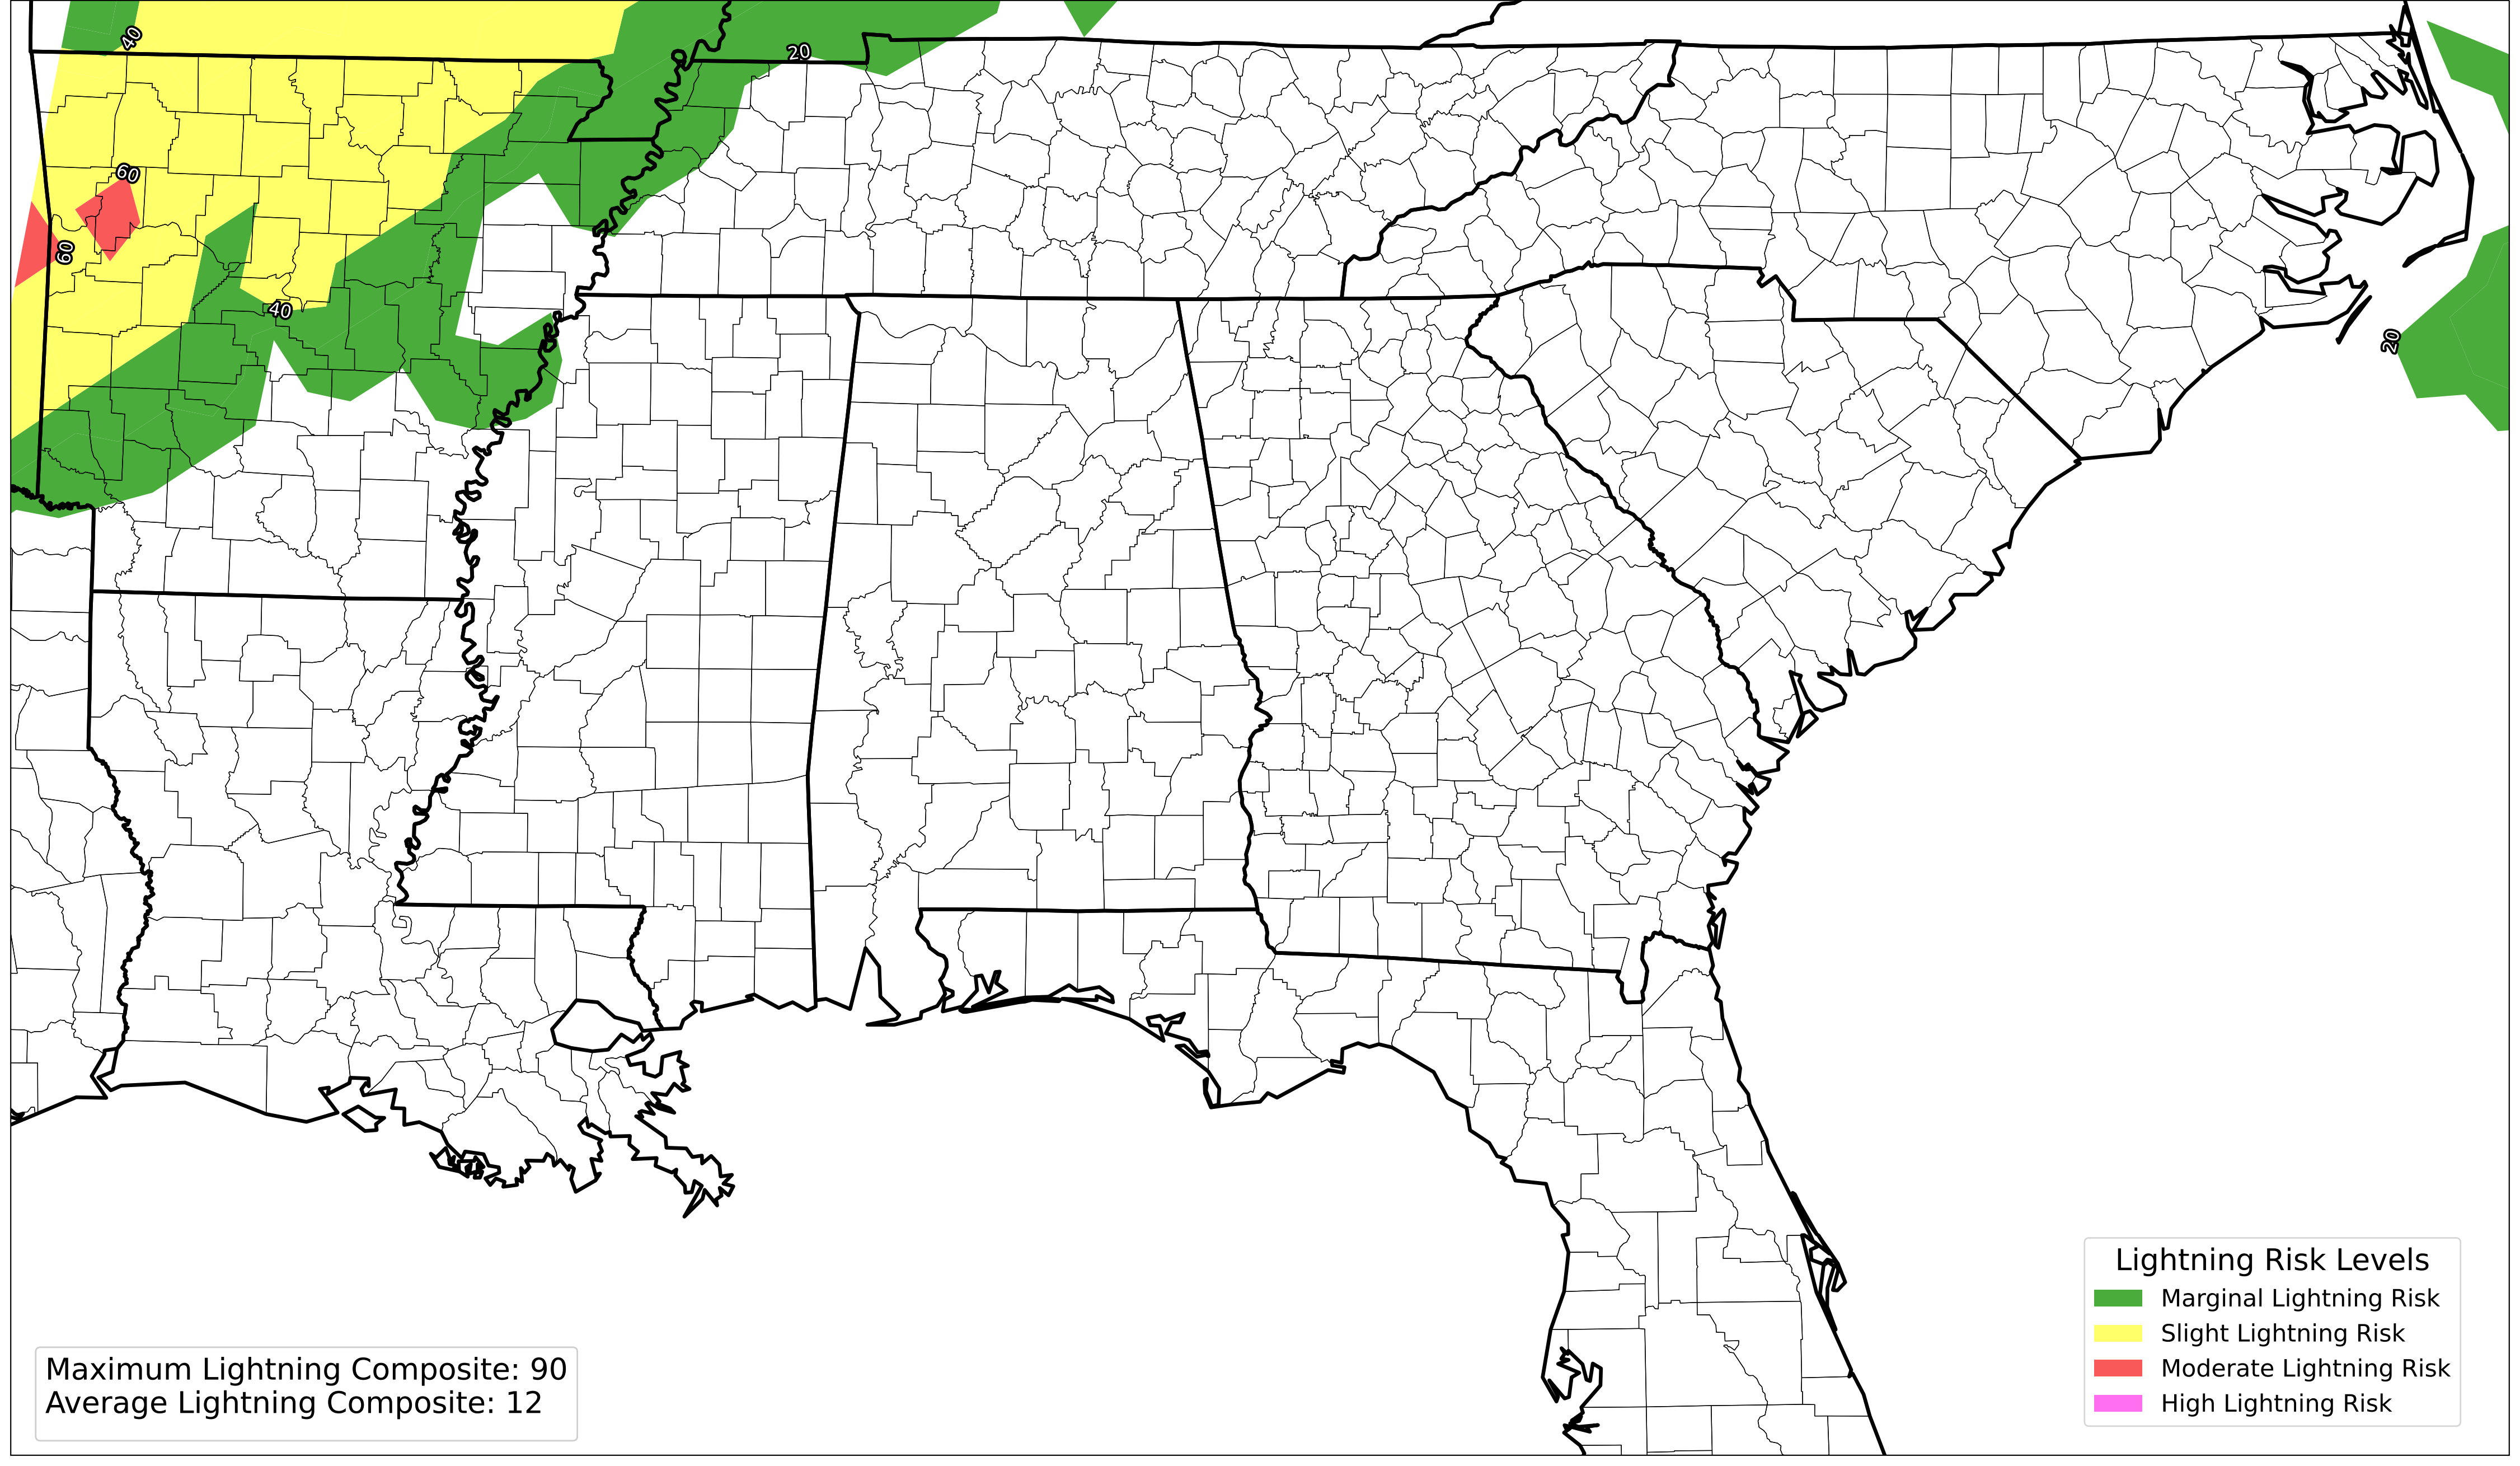 40
20
60
60
40
20
Lightning Risk Levels
Marginal Lightning Risk
Slight Lightning Risk
Moderate Lightning Risk
High Lightning Risk
Maximum Lightning Composite: 90
Average Lightning Composite: 12